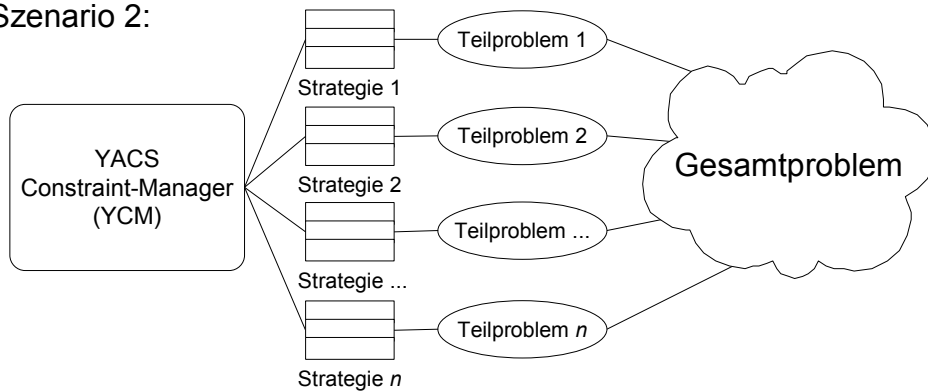 Szenario 2:
Teilproblem 1
Strategie 1
YACS
Constraint-Manager
(YCM)
Teilproblem 2
Strategie 2
Gesamtproblem
Teilproblem ...
Strategie ...
Teilproblem n
Strategie n